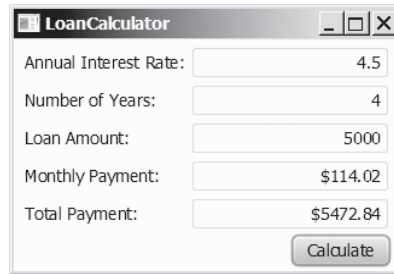 LoanCalculator
Annual Interest Rate: 4.5
Number of Years: 4
Loan Amount: 5000
Monthly Payment: $114.02
Total Payment: $5472.84
Calculate